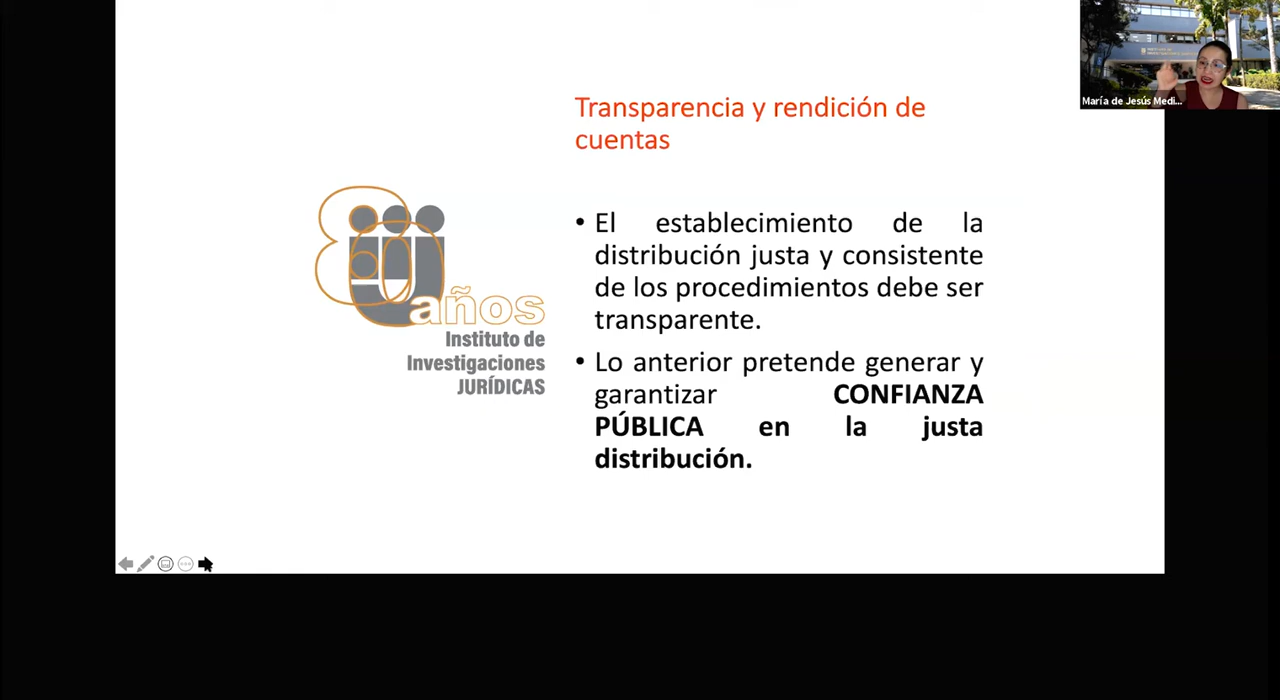 María de Jesús Medi...
Transparencia y rendición de
cuentas
80 años
Instituto de
Investigaciones
JURÍDICAS
• El establecimiento de la
distribución justa y consistente
de los procedimientos debe ser
transparente.
• Lo anterior pretende generar y
garantizar CONFIANZA
PÚBLICA en la justa
distribución.